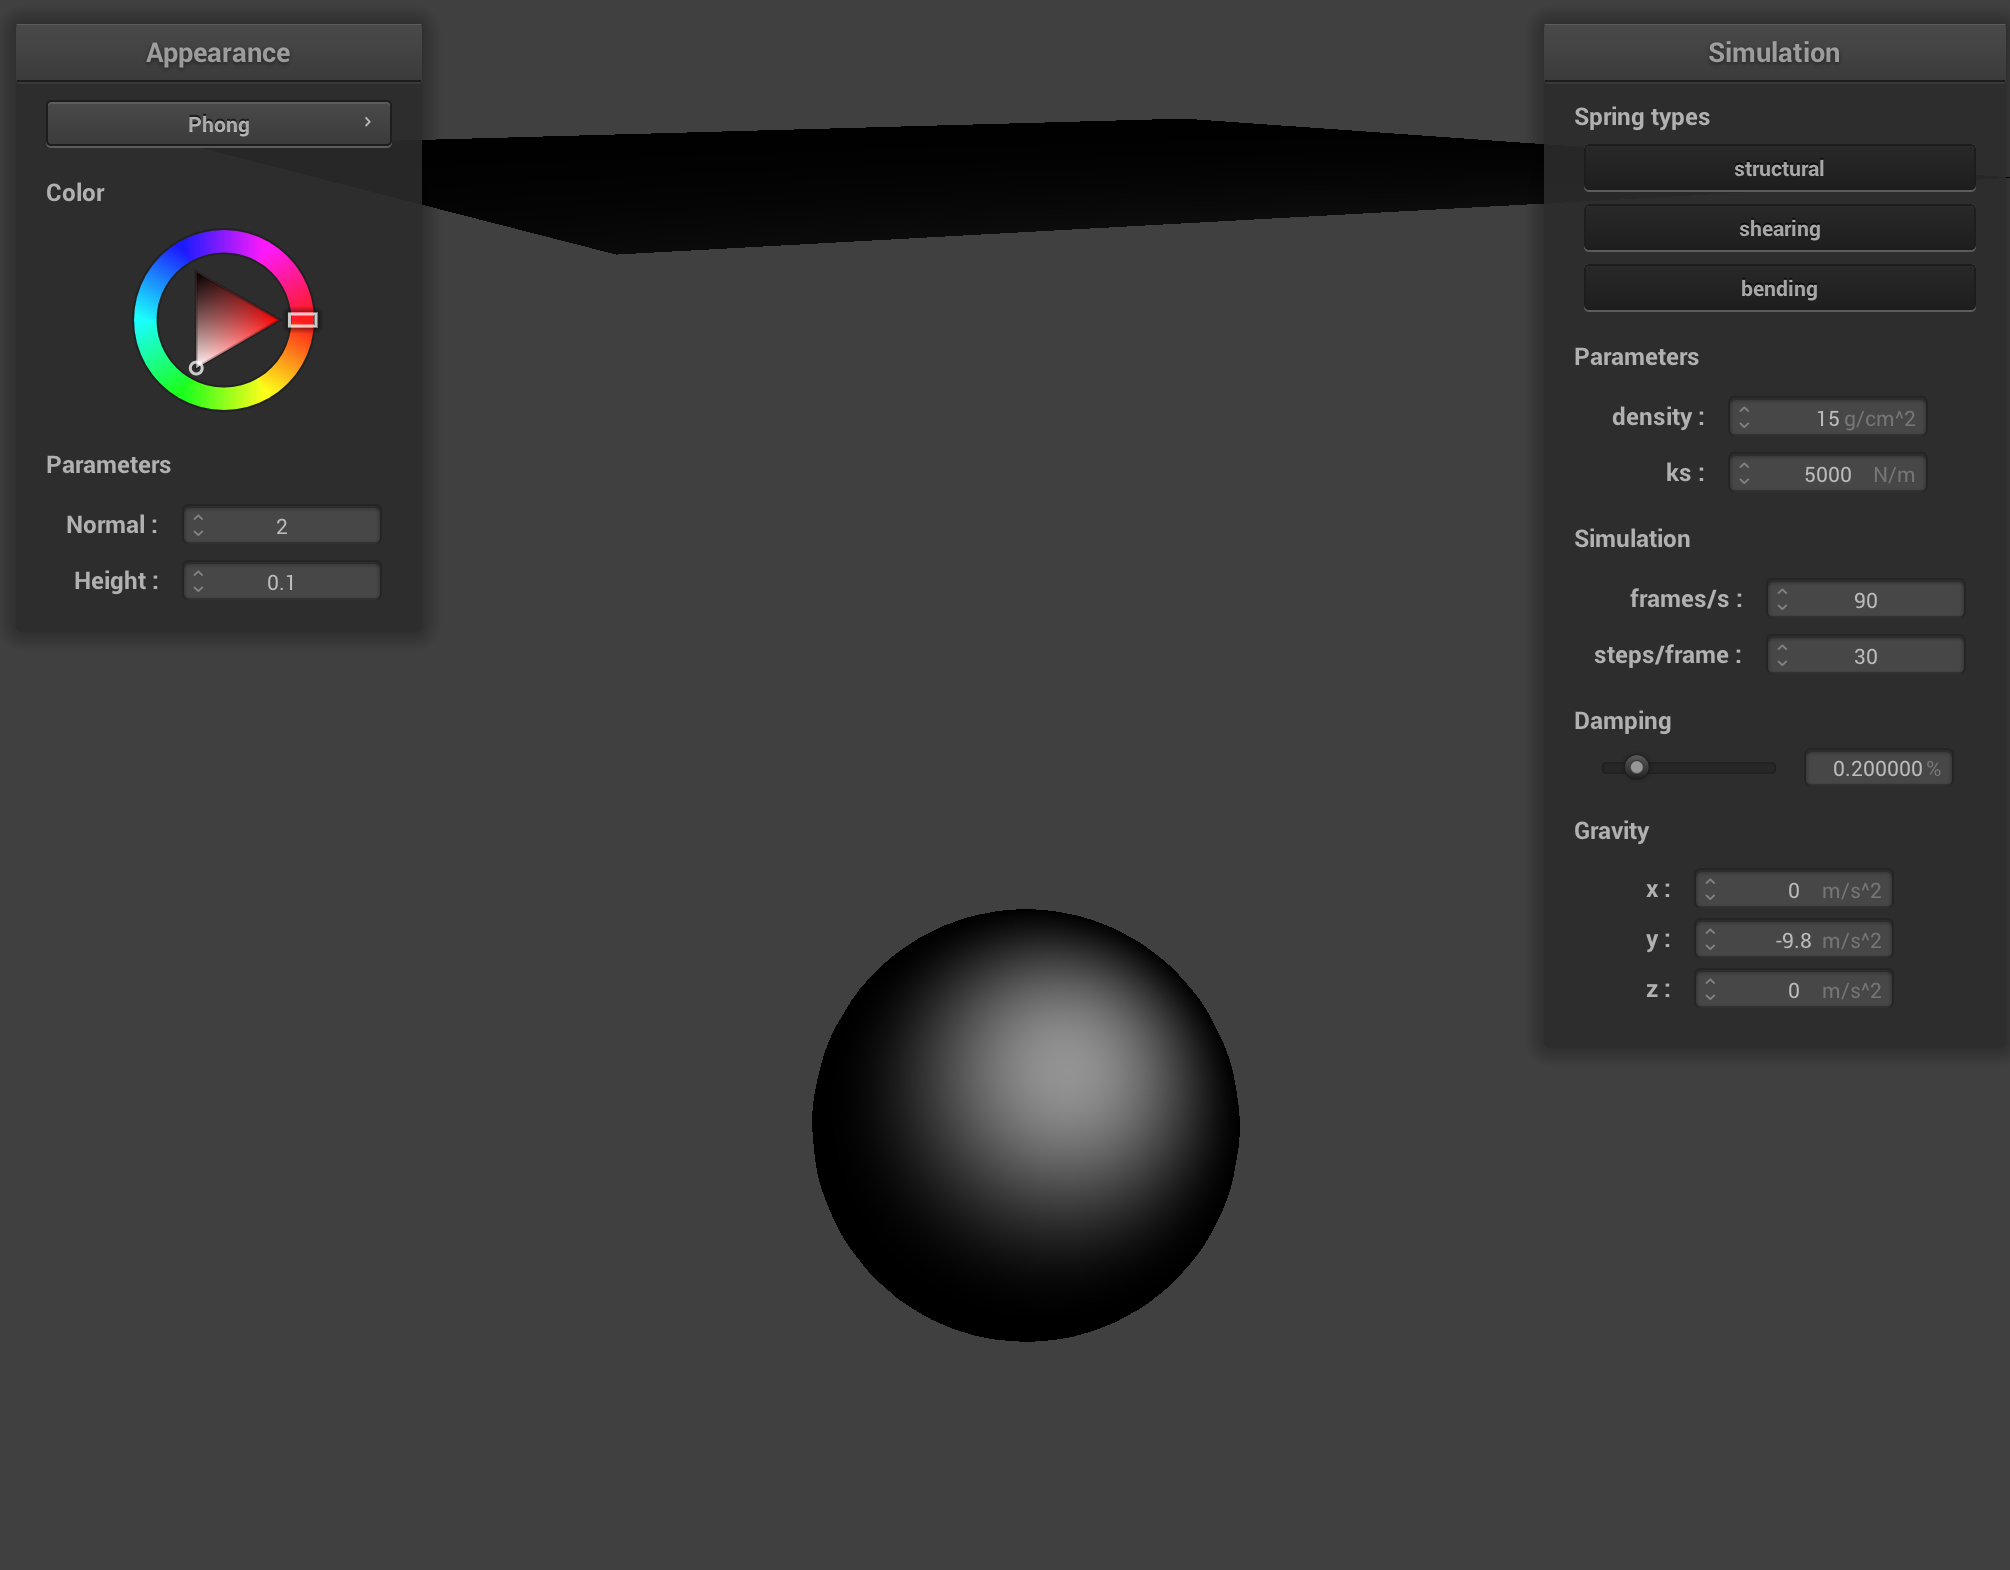 Appearance
Phong
Color
Parameters
Normal : 2
Height : 0.1
Simulation
Spring types
structural
shearing
bending
Parameters
density : 15 g/cm^2
ks : 5000 N/m
Simulation
frames/s : 90
steps/frame : 30
Damping
0.200000 %
Gravity
x : 0 m/s^2
y : -9.8 m/s^2
z : 0 m/s^2